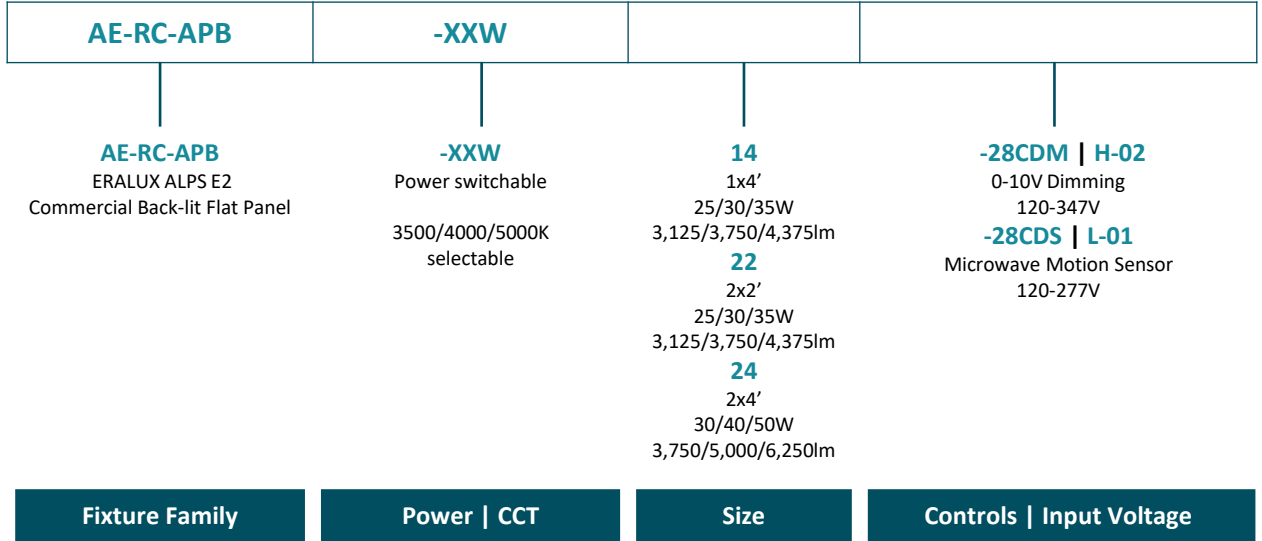 AE-RC-APB
-XXW
AE-RC-APB
ERALUX ALPS E2
Commercial Back-lit Flat Panel
-XXW
Power switchable
3500/4000/5000K
selectable
14
1x4’
25/30/35W
3,125/3,750/4,375lm
22
2x2’
25/30/35W
3,125/3,750/4,375lm
24
2x4’
30/40/50W
3,750/5,000/6,250lm
-28CDM | H-02
0-10V Dimming
120-347V
-28CDS | L-01
Microwave Motion Sensor
120-277V
Fixture Family
Power | CCT
Size
Controls | Input Voltage